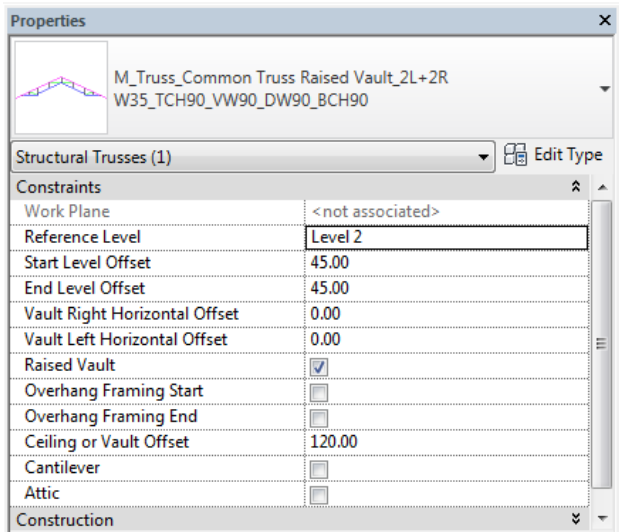 Properties
M_Truss_Common Truss Raised Vault_2L+2R
W35_TCH90_VW90_DW90_BCH90
Structural Trusses (1) Edit Type
Constraints
Work Plane <not associated>
Reference Level Level 2
Start Level Offset 45.00
End Level Offset 45.00
Vault Right Horizontal Offset 0.00
Vault Left Horizontal Offset 0.00
Raised Vault
Overhang Framing Start
Overhang Framing End
Ceiling or Vault Offset 120.00
Cantilever
Attic
Construction